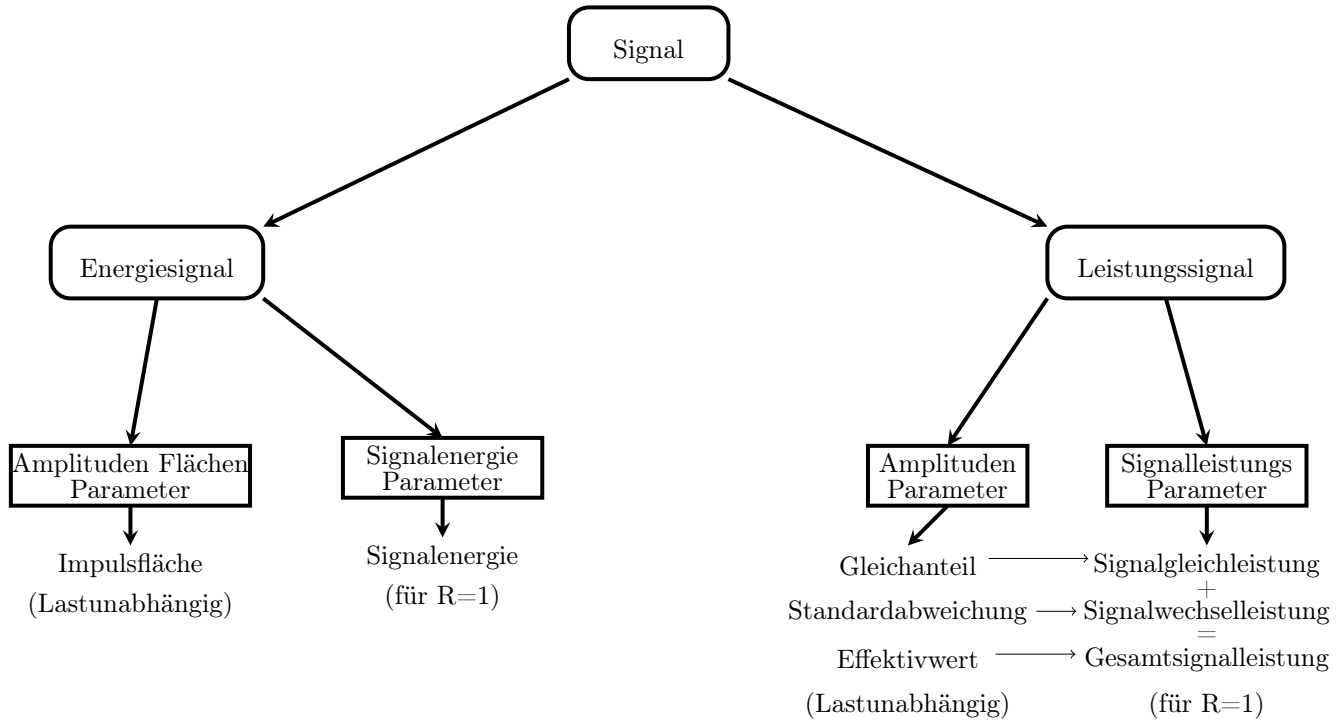 Signal
Energiesignal
Leistungssignal
Amplituden Flächen
Parameter
Signalenergie
Parameter
Amplituden
Parameter
Signalleistungs
Parameter
Impulsfläche
(Lastunabhängig)
Signalenergie
(für R=1)
Gleichanteil
Signalgleichleistung
+
Standardabweichung
Signalwechselleistung
=
Effektivwert
Gesamtsignalleistung
(Lastunabhängig)
(für R=1)